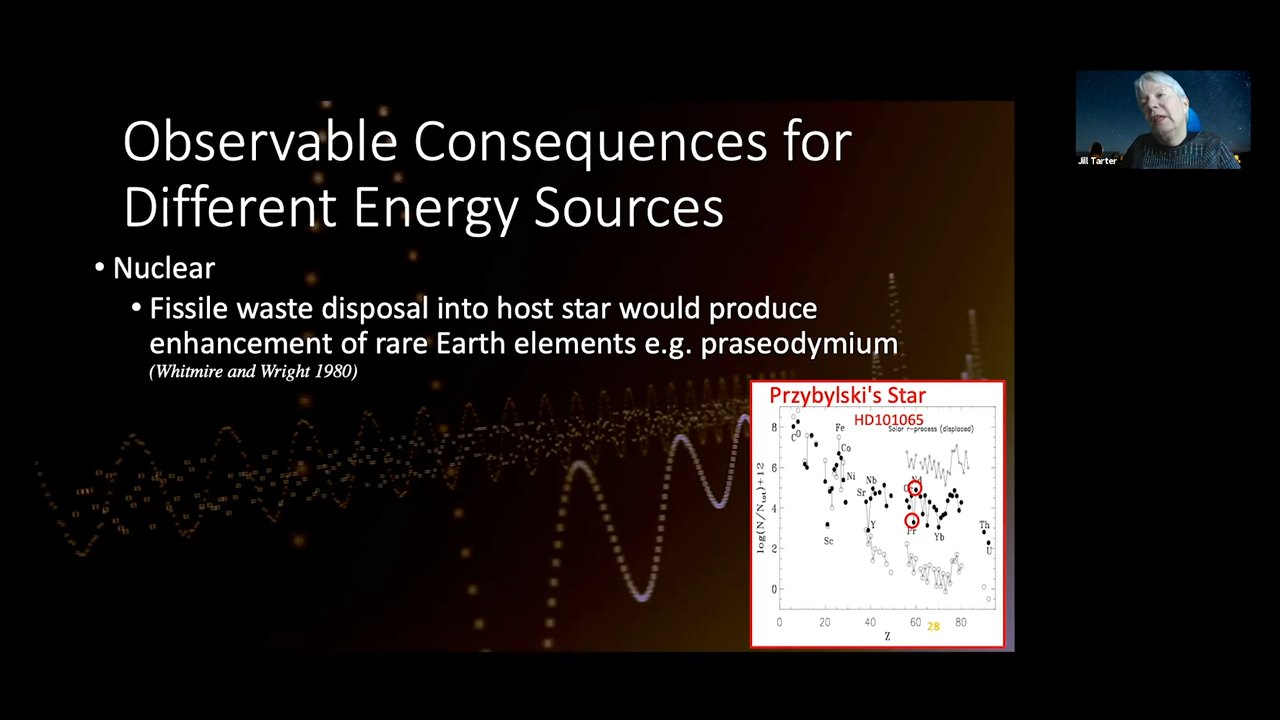 Observable Consequences for
Different Energy Sources
• Nuclear
• Fissile waste disposal into host star would produce
enhancement of rare Earth elements e.g. praseodymium
(Whitmire and Wright 1980)
Jill Tarter
Przybylski's Star
HD101065
Solar r-process (displaced)
log(N/Nₜₒₜ)+12
8
6
4
2
0
C
O
Fe
Co
Ni
Sc
Sr
Nb
Y
Nd
Pr
Yb
Th
U
0
20
40
60
80
Z
28